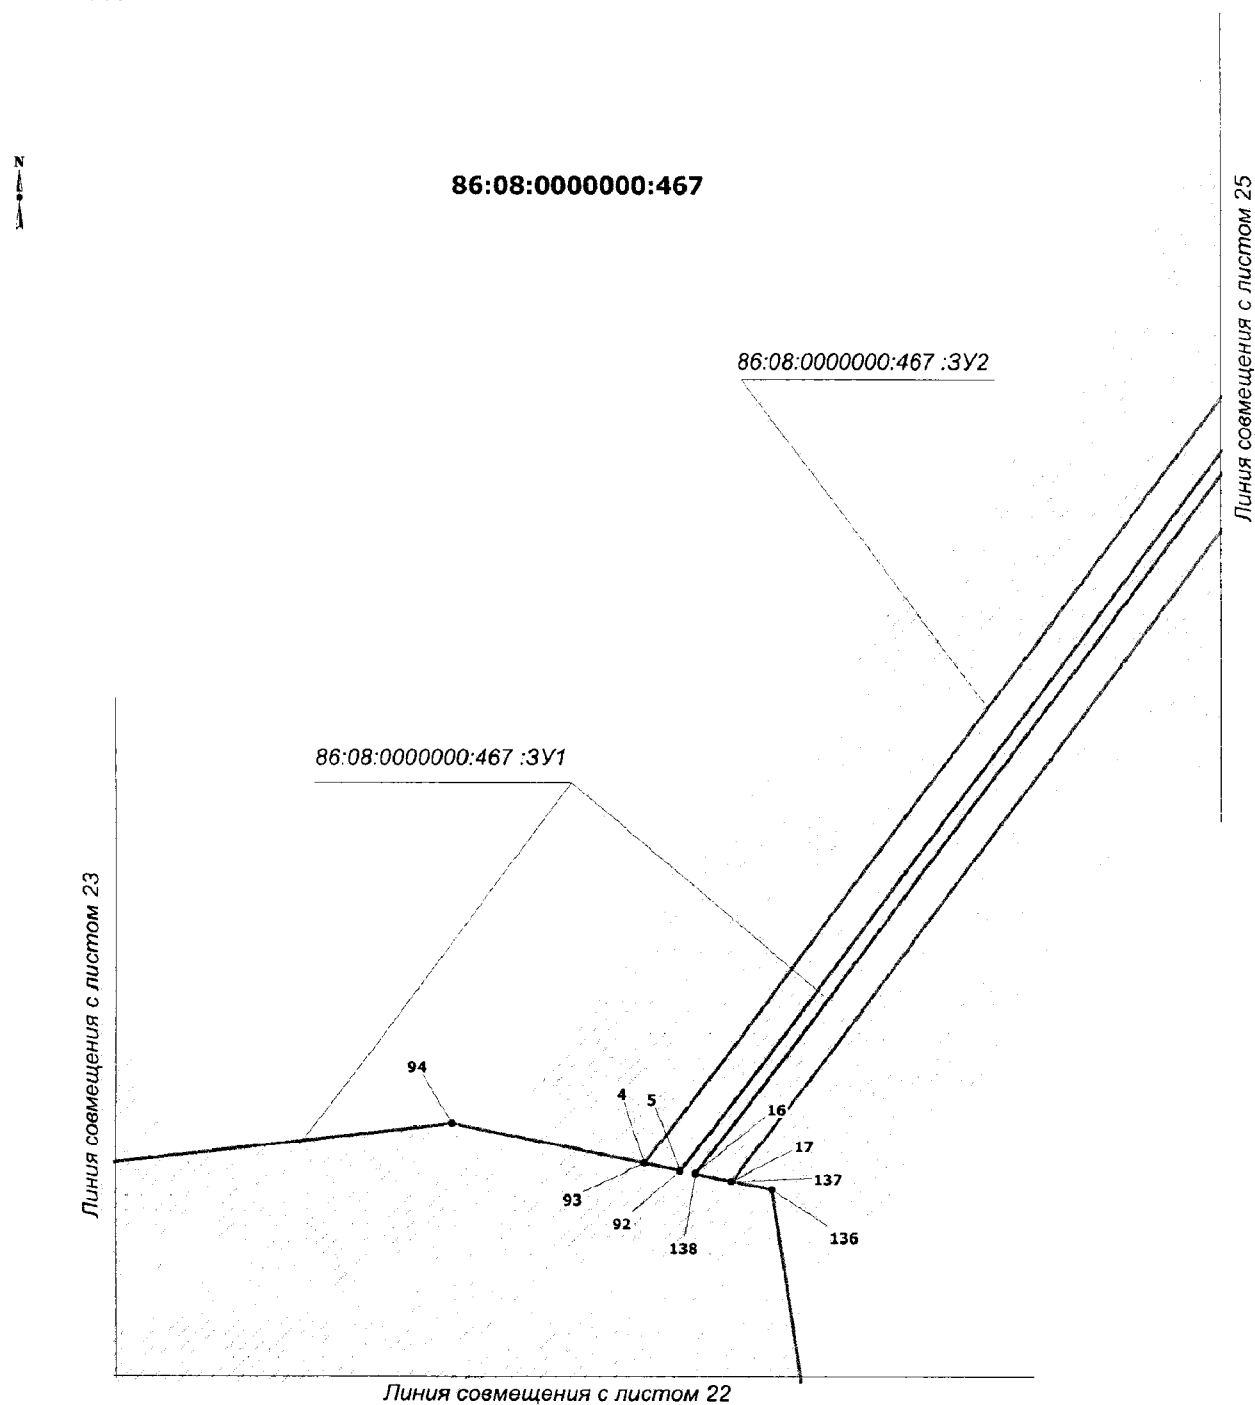 N
86:08:0000000:467
Линия совмещения с листом 25
86:08:0000000:467 :ЗУ2
86:08:0000000:467 :ЗУ1
Линия совмещения с листом 23
94
4
5
16
17
137
93
92
138
136
Линия совмещения с листом 22